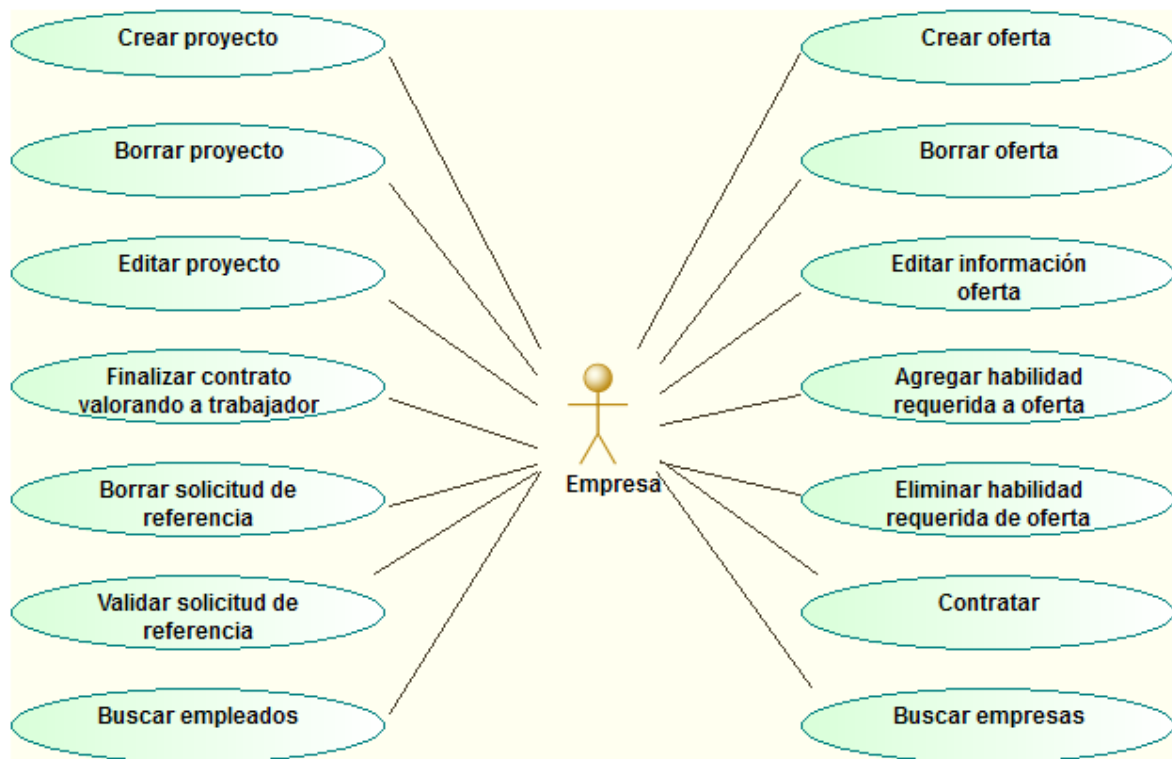 Crear proyecto
Borrar proyecto
Editar proyecto
Finalizar contrato
valorando a trabajador
Borrar solicitud de
referencia
Validar solicitud de
referencia
Buscar empleados
Empresa
Crear oferta
Borrar oferta
Editar información
oferta
Agregar habilidad
requerida a oferta
Eliminar habilidad
requerida de oferta
Contratar
Buscar empresas